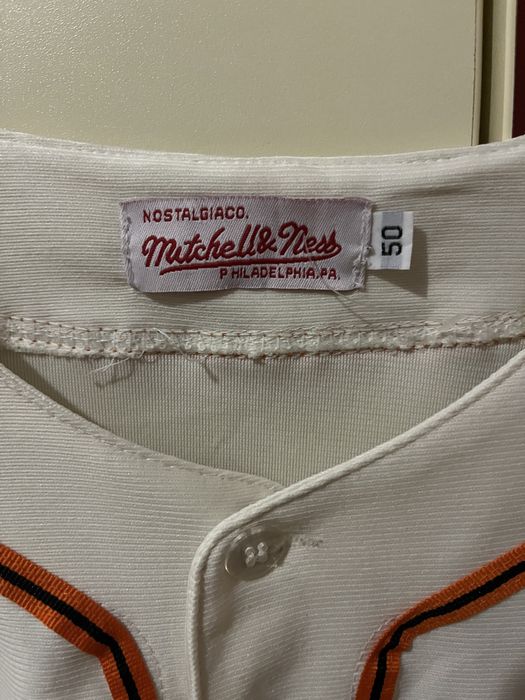 NOSTALGIACO.
Mitchell & Ness
PHILADELPHIA, PA.
50